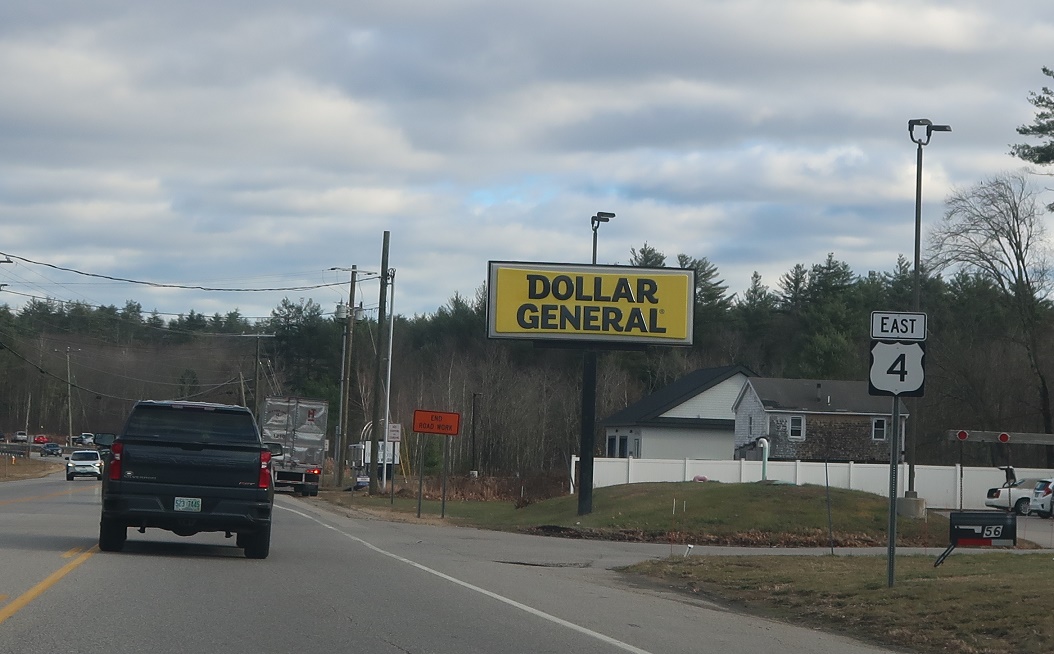 DOLLAR
GENERAL
EAST
4
END
ROAD WORK
56